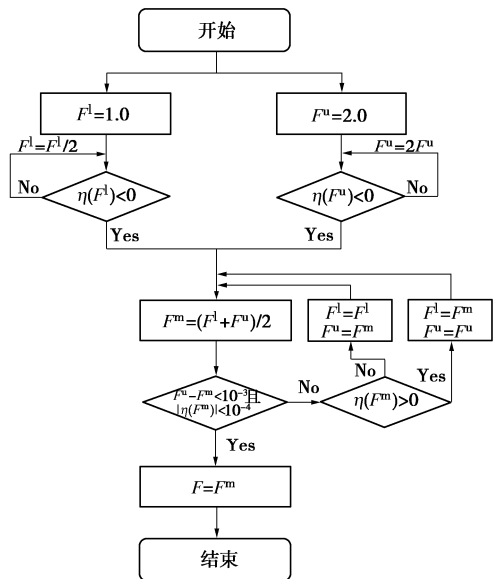 开始
F^l=1.0
F^u=2.0
F^l=F^l/2
F^u=2F^u
No
η(F^l)<0
η(F^u)<0
No
Yes
Yes
F^m=(F^l+F^u)/2
F^l=F^l
F^u=F^m
F^l=F^m
F^u=F^u
No
Yes
F^u−F^m<10^−3且
|η(F^m)|<10^−4
No
η(F^m)>0
Yes
F=F^m
结束